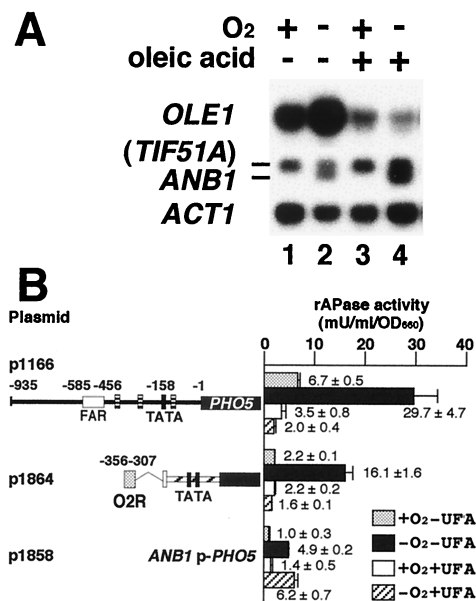 A
O₂ + - + -
oleic acid - - + +
OLE1
(TIF51A)
ANB1
ACT1
1 2 3 4
B
Plasmid
rAPase activity
(mU/ml/OD₆₆₀)
0 10 20 30 40
p1166
-935 -585 -456 -158 -1
FAR TATA PHO5
6.7 ± 0.5
29.7 ± 4.7
3.5 ± 0.8
2.0 ± 0.4
p1864
-356-307
O2R TATA
2.2 ± 0.1
16.1 ±1.6
2.2 ± 0.2
1.6 ± 0.1
p1858
ANB1 p-PHO5
1.0 ± 0.3
4.9 ± 0.2
1.4 ± 0.5
6.2 ± 0.7
+O₂-UFA
-O₂-UFA
+O₂+UFA
-O₂+UFA